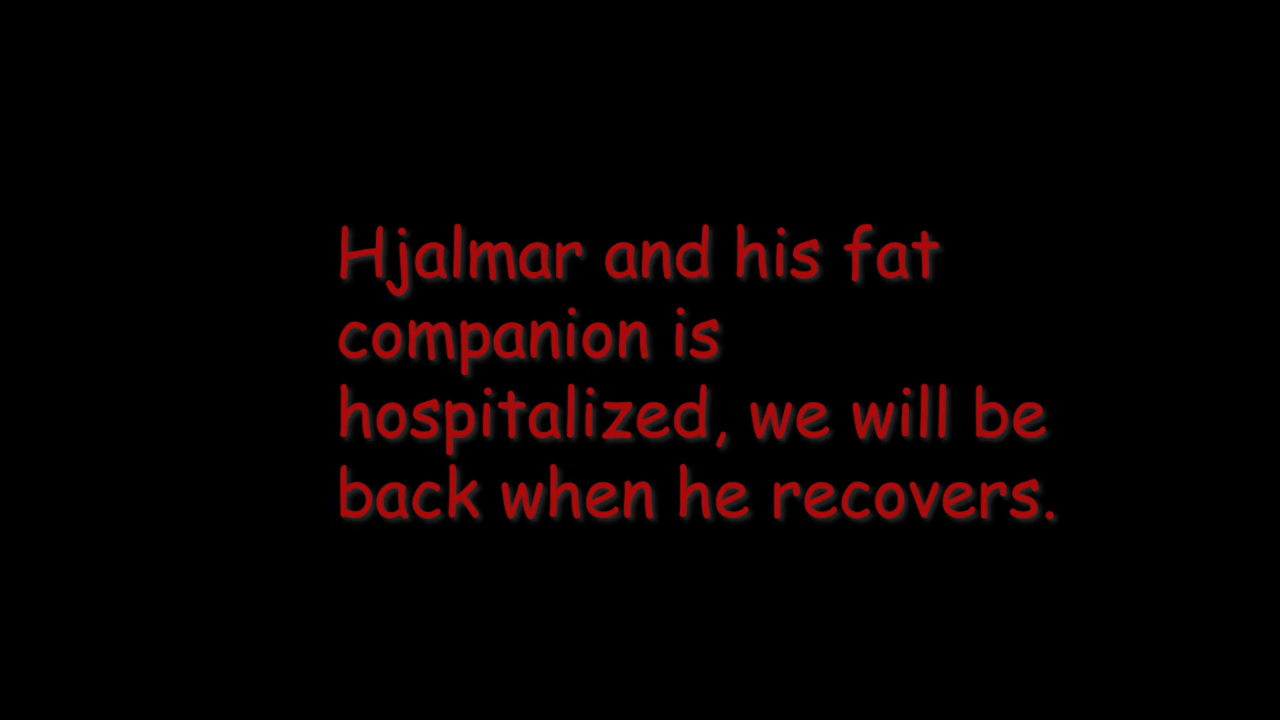 Hjalmar and his fat
companion is
hospitalized, we will be
back when he recovers.